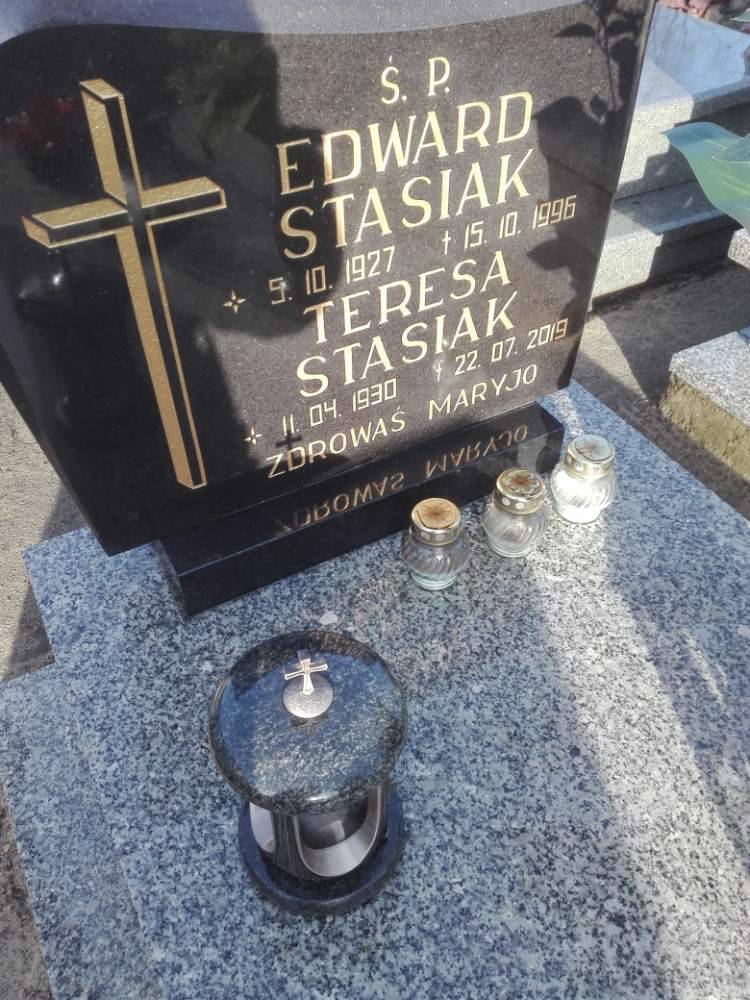 Ś. P.
EDWARD
STASIAK
5. 10. 1927 † 15. 10. 1996
TERESA
STASIAK
11. 04. 1930 † 22. 07. 2019
ZDROWAŚ MARYJO